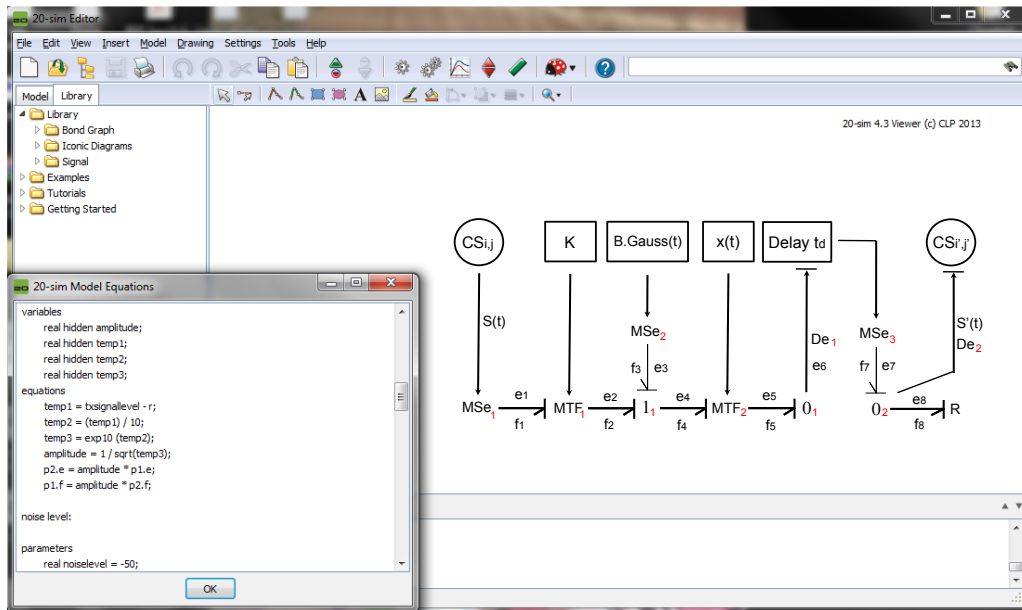 20-sim Editor
File Edit View Insert Model Drawing Settings Tools Help
Model Library
Library
Bond Graph
Iconic Diagrams
Signal
Examples
Tutorials
Getting Started
20-sim 4.3 Viewer (c) CLP 2013
CSi,j K B.Gauss(t) x(t) Delay td CSi',j'
S(t) MSe2 MSe3 S'(t)
De1 De2
f3 e3 e6 f7 e7
MSe1 e1 MTF1 e2 11 e4 MTF2 e5 01 02 e8 R
f1 f2 f4 f5 f8
20-sim Model Equations
variables
real hidden amplitude;
real hidden temp1;
real hidden temp2;
real hidden temp3;
equations
temp1 = txsignallevel - r;
temp2 = (temp1) / 10;
temp3 = exp10 (temp2);
amplitude = 1 / sqrt(temp3);
p2.e = amplitude * p1.e;
p1.f = amplitude * p2.f;
noise level:
parameters
real noiselevel = -50;
OK